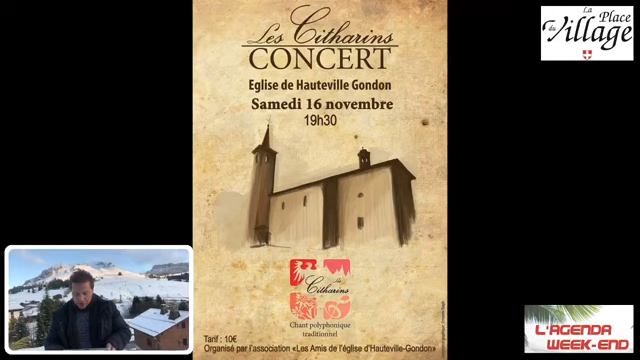 Les Citharins
CONCERT
Eglise de Hauteville Gondon
Samedi 16 novembre
19h30
Les
Citharins
Chant polyphonique
traditionnel
Tarif : 10€
Organisé par l'association «Les Amis de l'église d'Hauteville-Gondon»
La
Place
du
Village
L'AGENDA
WEEK-END